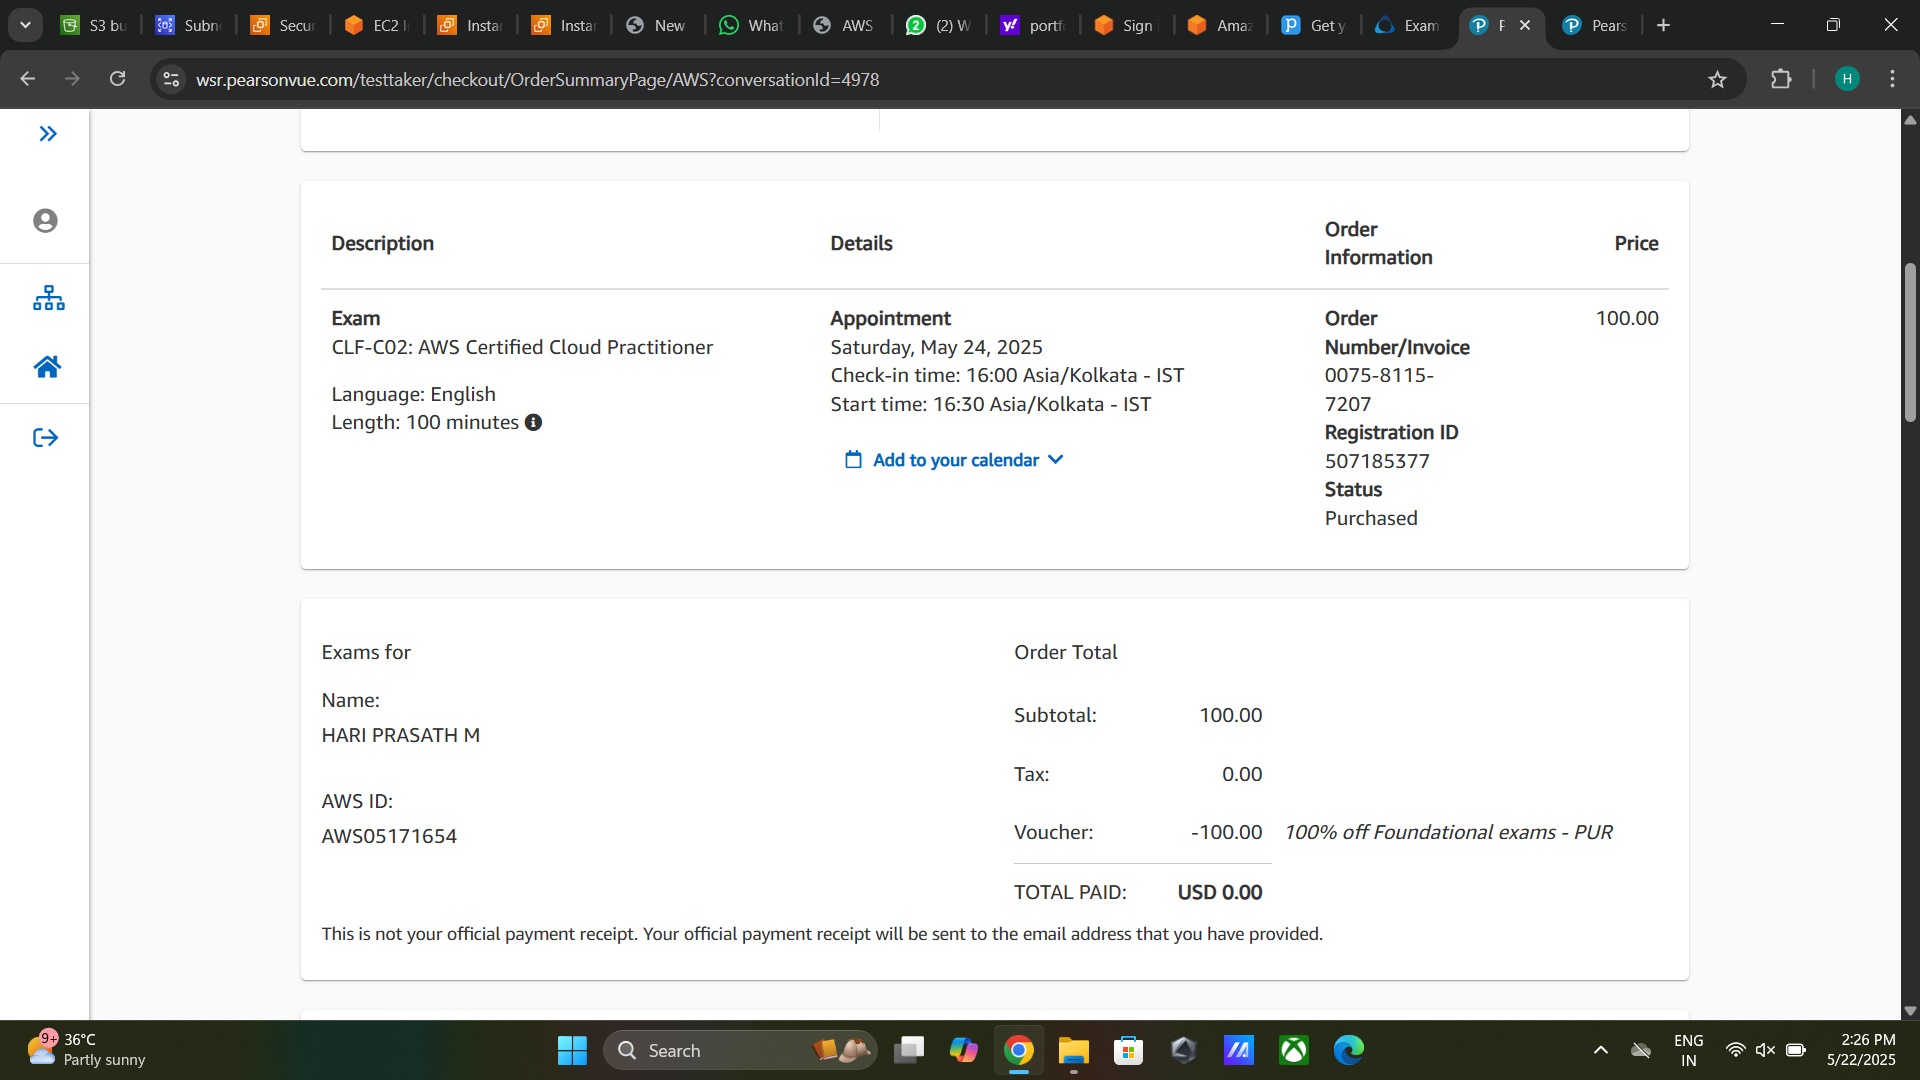 S3 bu
Subne
Secur
EC2 I
Instar
Instar
New
What
AWS
2 (2) W
y! portf
Sign
Amaz
Get y
Exam
P
Pears
wsr.pearsonvue.com/testtaker/checkout/OrderSummaryPage/AWS?conversationId=4978
H
Description
Details
Order
Information
Price
Exam
CLF-C02: AWS Certified Cloud Practitioner
Language: English
Length: 100 minutes
Appointment
Saturday, May 24, 2025
Check-in time: 16:00 Asia/Kolkata - IST
Start time: 16:30 Asia/Kolkata - IST
Add to your calendar
Order
Number/Invoice
0075-8115-
7207
Registration ID
507185377
Status
Purchased
100.00
Exams for
Name:
HARI PRASATH M
AWS ID:
AWS05171654
Order Total
Subtotal: 100.00
Tax: 0.00
Voucher: -100.00 100% off Foundational exams - PUR
TOTAL PAID: USD 0.00
This is not your official payment receipt. Your official payment receipt will be sent to the email address that you have provided.
9+
36°C
Partly sunny
Search
ENG
IN
2:26 PM
5/22/2025